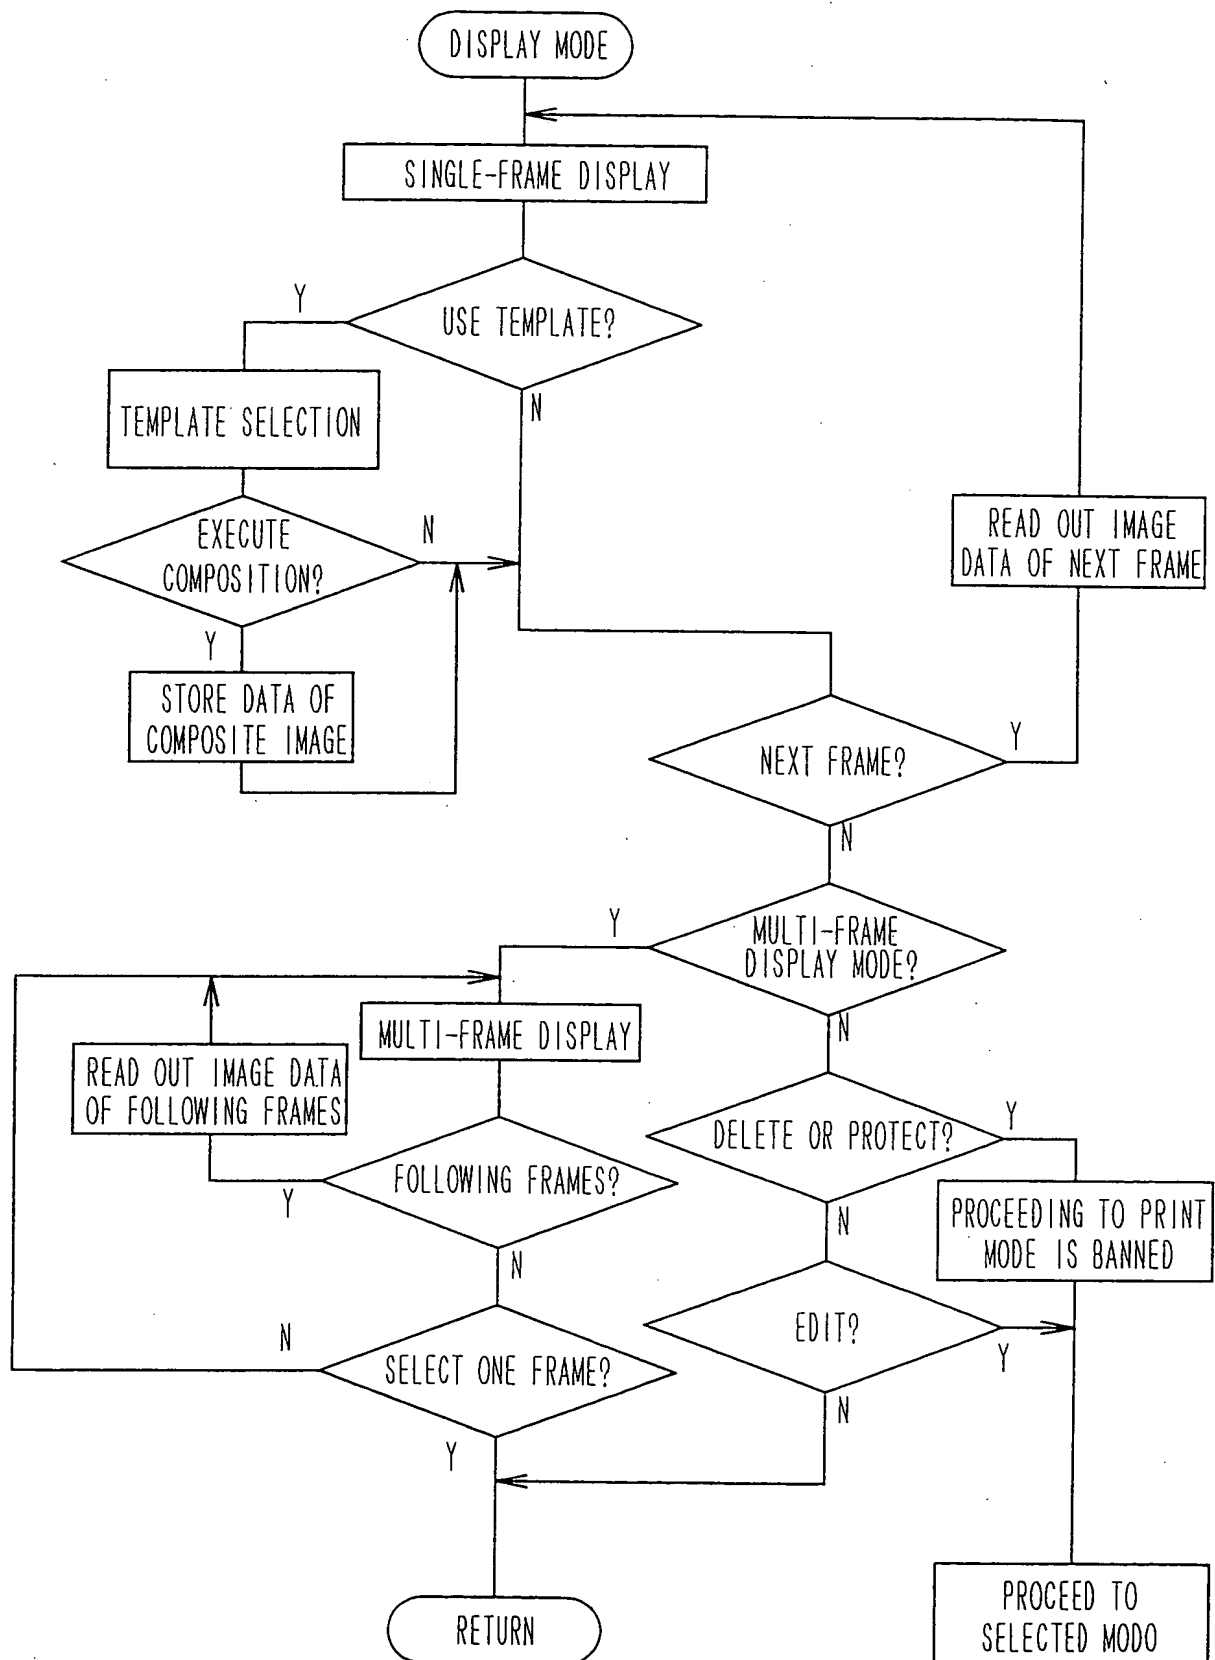 DISPLAY MODE
SINGLE-FRAME DISPLAY
Y
USE TEMPLATE?
N
TEMPLATE SELECTION
EXECUTE
COMPOSITION?
N
Y
STORE DATA OF
COMPOSITE IMAGE
READ OUT IMAGE
DATA OF NEXT FRAME
NEXT FRAME?
Y
N
Y
MULTI-FRAME
DISPLAY MODE?
N
MULTI-FRAME DISPLAY
READ OUT IMAGE DATA
OF FOLLOWING FRAMES
FOLLOWING FRAMES?
Y
N
DELETE OR PROTECT?
Y
N
PROCEEDING TO PRINT
MODE IS BANNED
EDIT?
Y
N
N
SELECT ONE FRAME?
Y
RETURN
PROCEED TO
SELECTED MODO